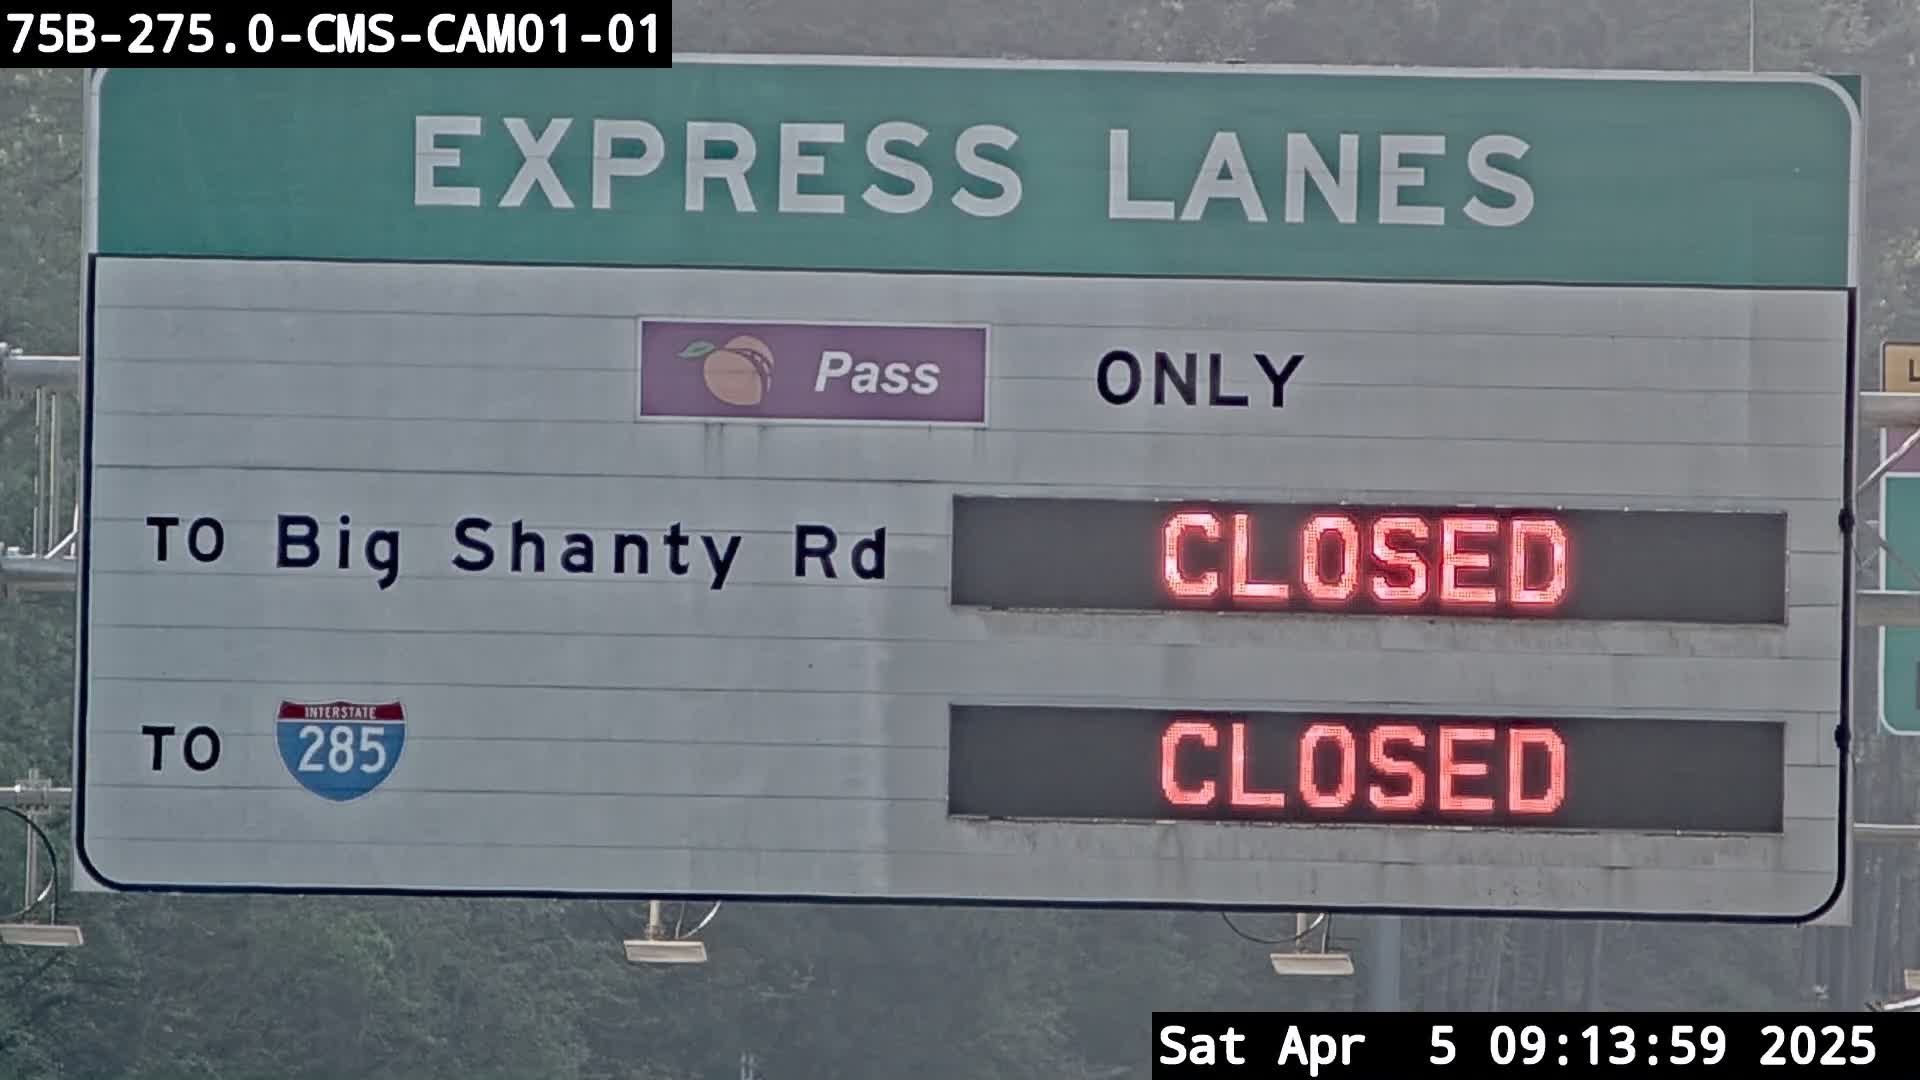 75B-275.0-CMS-CAM01-01
EXPRESS LANES
Pass ONLY
TO Big Shanty Rd CLOSED
TO INTERSTATE 285 CLOSED
Sat Apr 5 09:13:59 2025